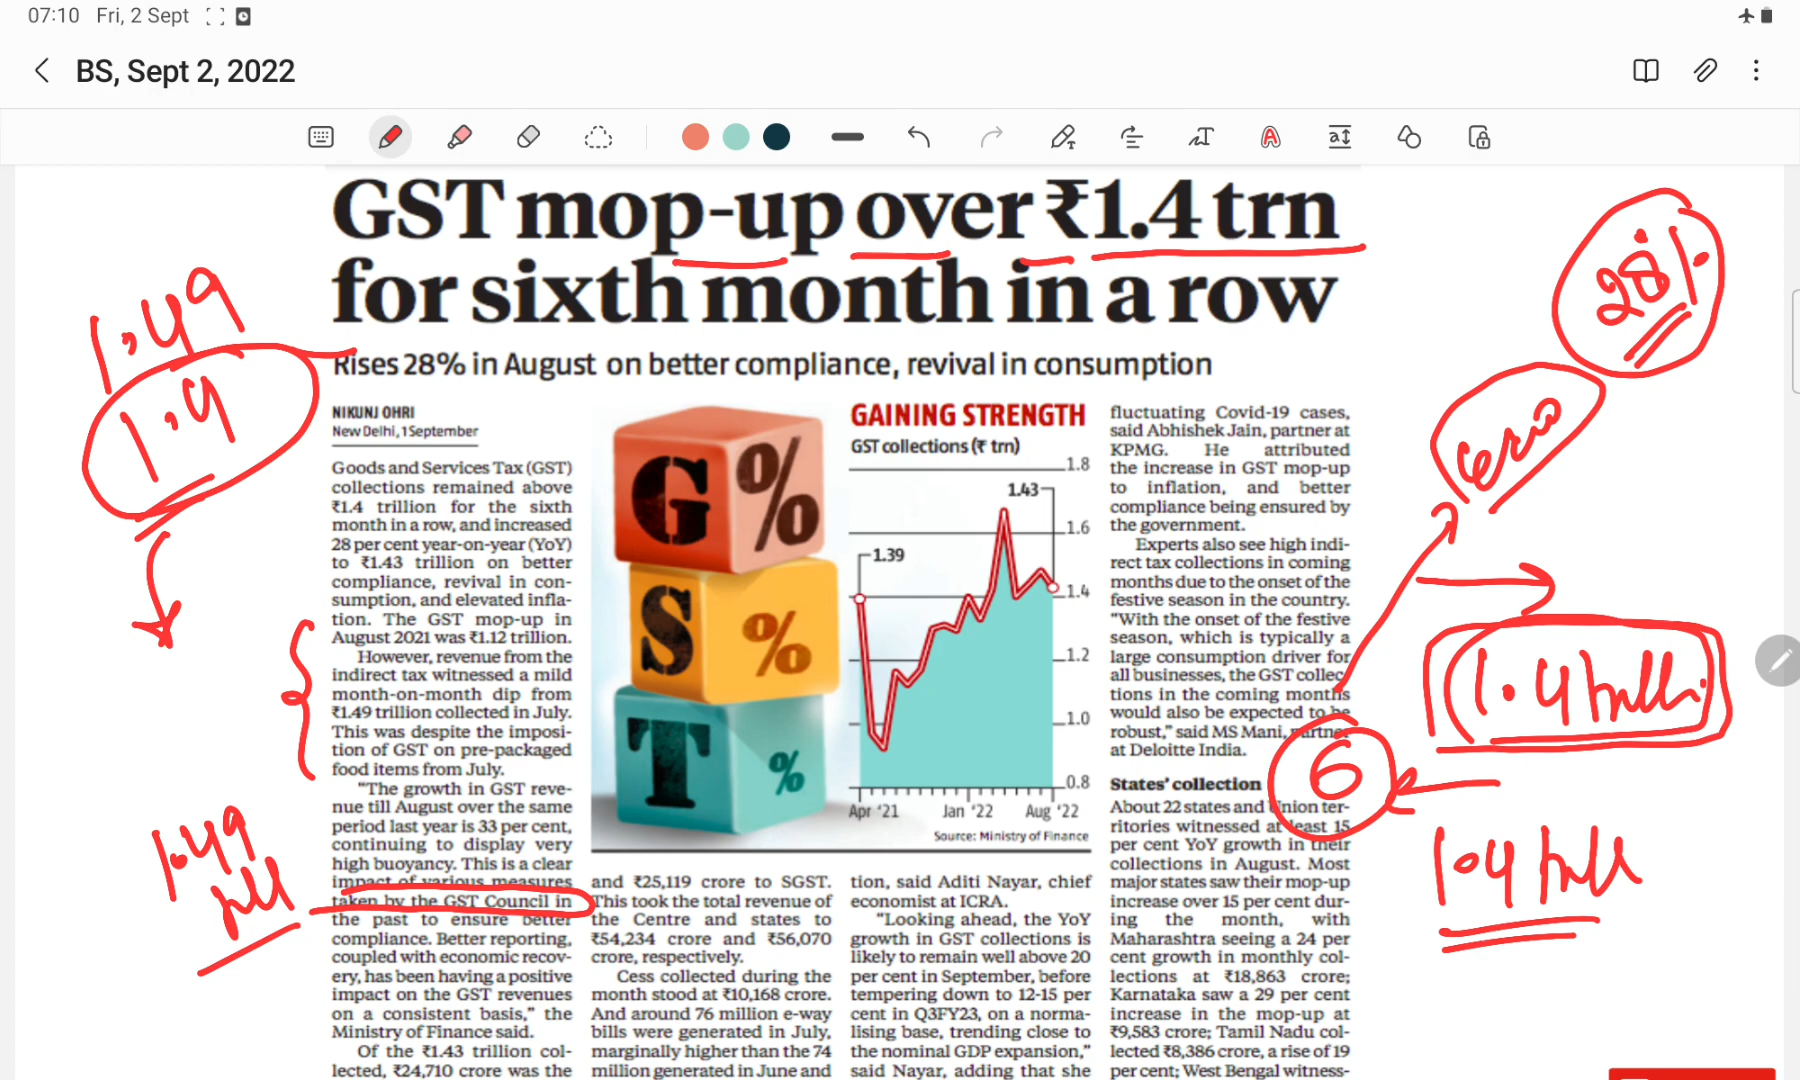 07:10 Fri, 2 Sept
BS, Sept 2, 2022
GST mop-up over ₹1.4 trn
for sixth month in a row
Rises 28% in August on better compliance, revival in consumption
NIKUNJ OHRI
New Delhi, 1 September
Goods and Services Tax (GST)
collections remained above
₹1.4 trillion for the sixth
month in a row, and increased
28 per cent year-on-year (YoY)
to ₹1.43 trillion on better
compliance, revival in con-
sumption, and elevated infla-
tion. The GST mop-up in
August 2021 was ₹1.12 trillion.
However, revenue from the
indirect tax witnessed a mild
month-on-month dip from
₹1.49 trillion collected in July.
This was despite the imposi-
tion of GST on pre-packaged
food items from July.
"The growth in GST reve-
nue till August over the same
period last year is 33 per cent,
continuing to display very
high buoyancy. This is a clear
impact of various measures
taken by the GST Council in
the past to ensure better
compliance. Better reporting,
coupled with economic recov-
ery, has been having a positive
impact on the GST revenues
on a consistent basis," the
Ministry of Finance said.
Of the ₹1.43 trillion col-
lected, ₹24,710 crore was the
G %
S %
T %
GAINING STRENGTH
GST collections (₹ trn)
1.8
1.43
1.6
1.39
1.4
1.2
1.0
0.8
Apr '21 Jan '22 Aug '22
Source: Ministry of Finance
and ₹25,119 crore to SGST.
This took the total revenue of
the Centre and states to
₹54,234 crore and ₹56,070
crore, respectively.
Cess collected during the
month stood at ₹10,168 crore.
And around 76 million e-way
bills were generated in July,
marginally higher than the 74
million generated in June and
tion, said Aditi Nayar, chief
economist at ICRA.
"Looking ahead, the YoY
growth in GST collections is
likely to remain well above 20
per cent in September, before
tempering down to 12-15 per
cent in Q3FY23, on a norma-
lising base, trending close to
the nominal GDP expansion,"
said Nayar, adding that she
fluctuating Covid-19 cases,
said Abhishek Jain, partner at
KPMG. He attributed
the increase in GST mop-up
to inflation, and better
compliance being ensured by
the government.
Experts also see high indi-
rect tax collections in coming
months due to the onset of the
festive season in the country.
"With the onset of the festive
season, which is typically a
large consumption driver for
all businesses, the GST collec-
tions in the coming months
would also be expected to be
robust," said MS Mani, partner
at Deloitte India.
States' collection
About 22 states and Union ter-
ritories witnessed at least 15
per cent YoY growth in their
collections in August. Most
major states saw their mop-up
increase over 15 per cent dur-
ing the month, with
Maharashtra seeing a 24 per
cent growth in monthly col-
lections at ₹18,863 crore;
Karnataka saw a 29 per cent
increase in the mop-up at
₹9,583 crore; Tamil Nadu col-
lected ₹8,386 crore, a rise of 19
per cent; West Bengal witness-
1.49
1.4
1.49
28%
1.4
6
1.4